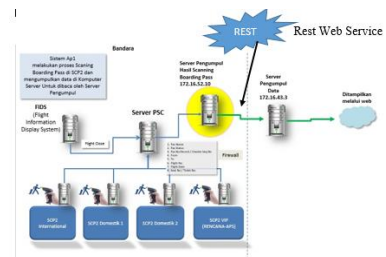 REST
Rest Web Service
Bandara
Sistem Ap1
melakukan proses Scaning
Boarding Pass di SCP2 dan
mengumpulkan data di Komputer
Server Untuk dibaca oleh Server
Pengumpul
Server Pengumpul
Hasil Scanning
Boarding Pass
172.16.52.10
Server
Pengumpul
Data
172.16.03.3
Ditampilkan
melalui web
FIDS
(Flight
Information
Display System)
Server PSC
Flight Close
Firewall
SCP2
International
SCP2 Domestik 1
SCP2 Domestik 2
SCP2 VIP
(RENCANA-AP1)